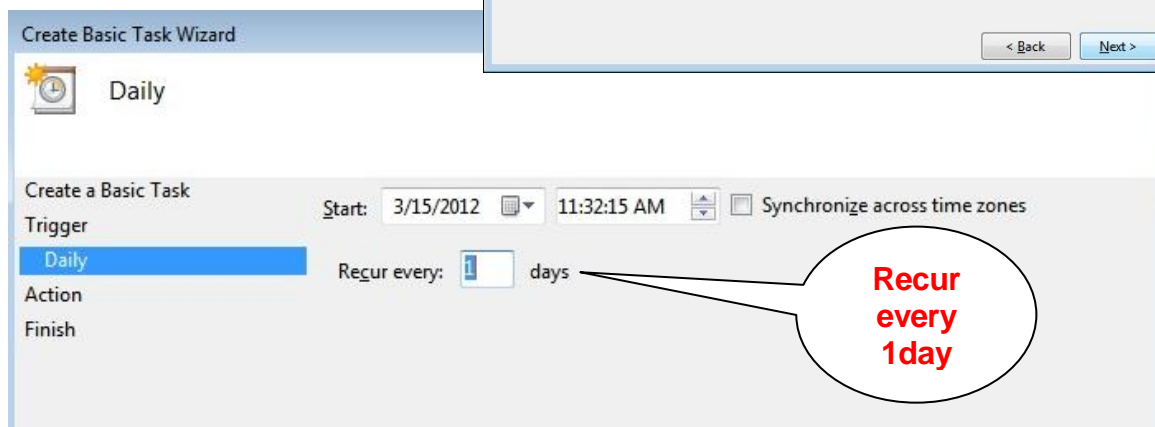 < Back Next >
Create Basic Task Wizard
Daily
Create a Basic Task
Trigger
Daily
Action
Finish
Start: 3/15/2012 11:32:15 AM Synchronize across time zones
Recur every: 1 days
Recur
every
1day